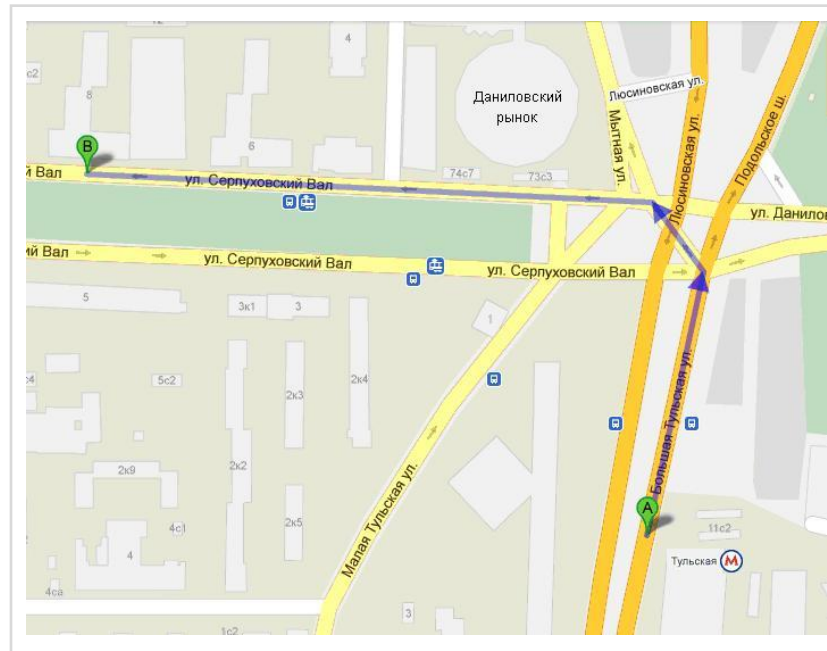 12
4
с2
8
Даниловский
рынок
Люсиновская ул.
Мытная ул.
Люсиновская ул.
Подольское ш.
B
6
74с7
73с3
й Вал
ул. Серпуховский Вал
ул. Данилов
ий Вал
ул. Серпуховский Вал
ул. Серпуховский Вал
5
3к1
3
1
2к4
с4
5с2
2к3
Большая Тульская ул.
2к9
2к2
Малая Тульская ул.
A
4с1
2к5
11с2
4
Тульская М
4са
3
1с2